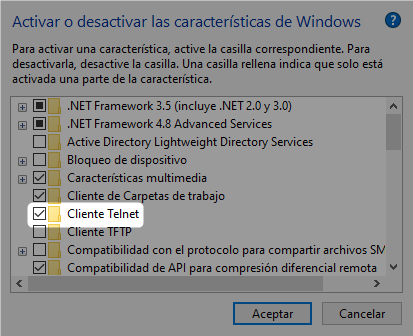 Activar o desactivar las características de Windows
Para activar una característica, active la casilla correspondiente. Para
desactivarla, desactive la casilla. Una casilla rellena indica que solo está
activada una parte de la característica.
.NET Framework 3.5 (incluye .NET 2.0 y 3.0)
.NET Framework 4.8 Advanced Services
Active Directory Lightweight Directory Services
Bloqueo de dispositivo
Características multimedia
Cliente de Carpetas de trabajo
Cliente Telnet
Cliente TFTP
Compatibilidad con el protocolo para compartir archivos SM
Compatibilidad de API para compresión diferencial remota
Aceptar
Cancelar